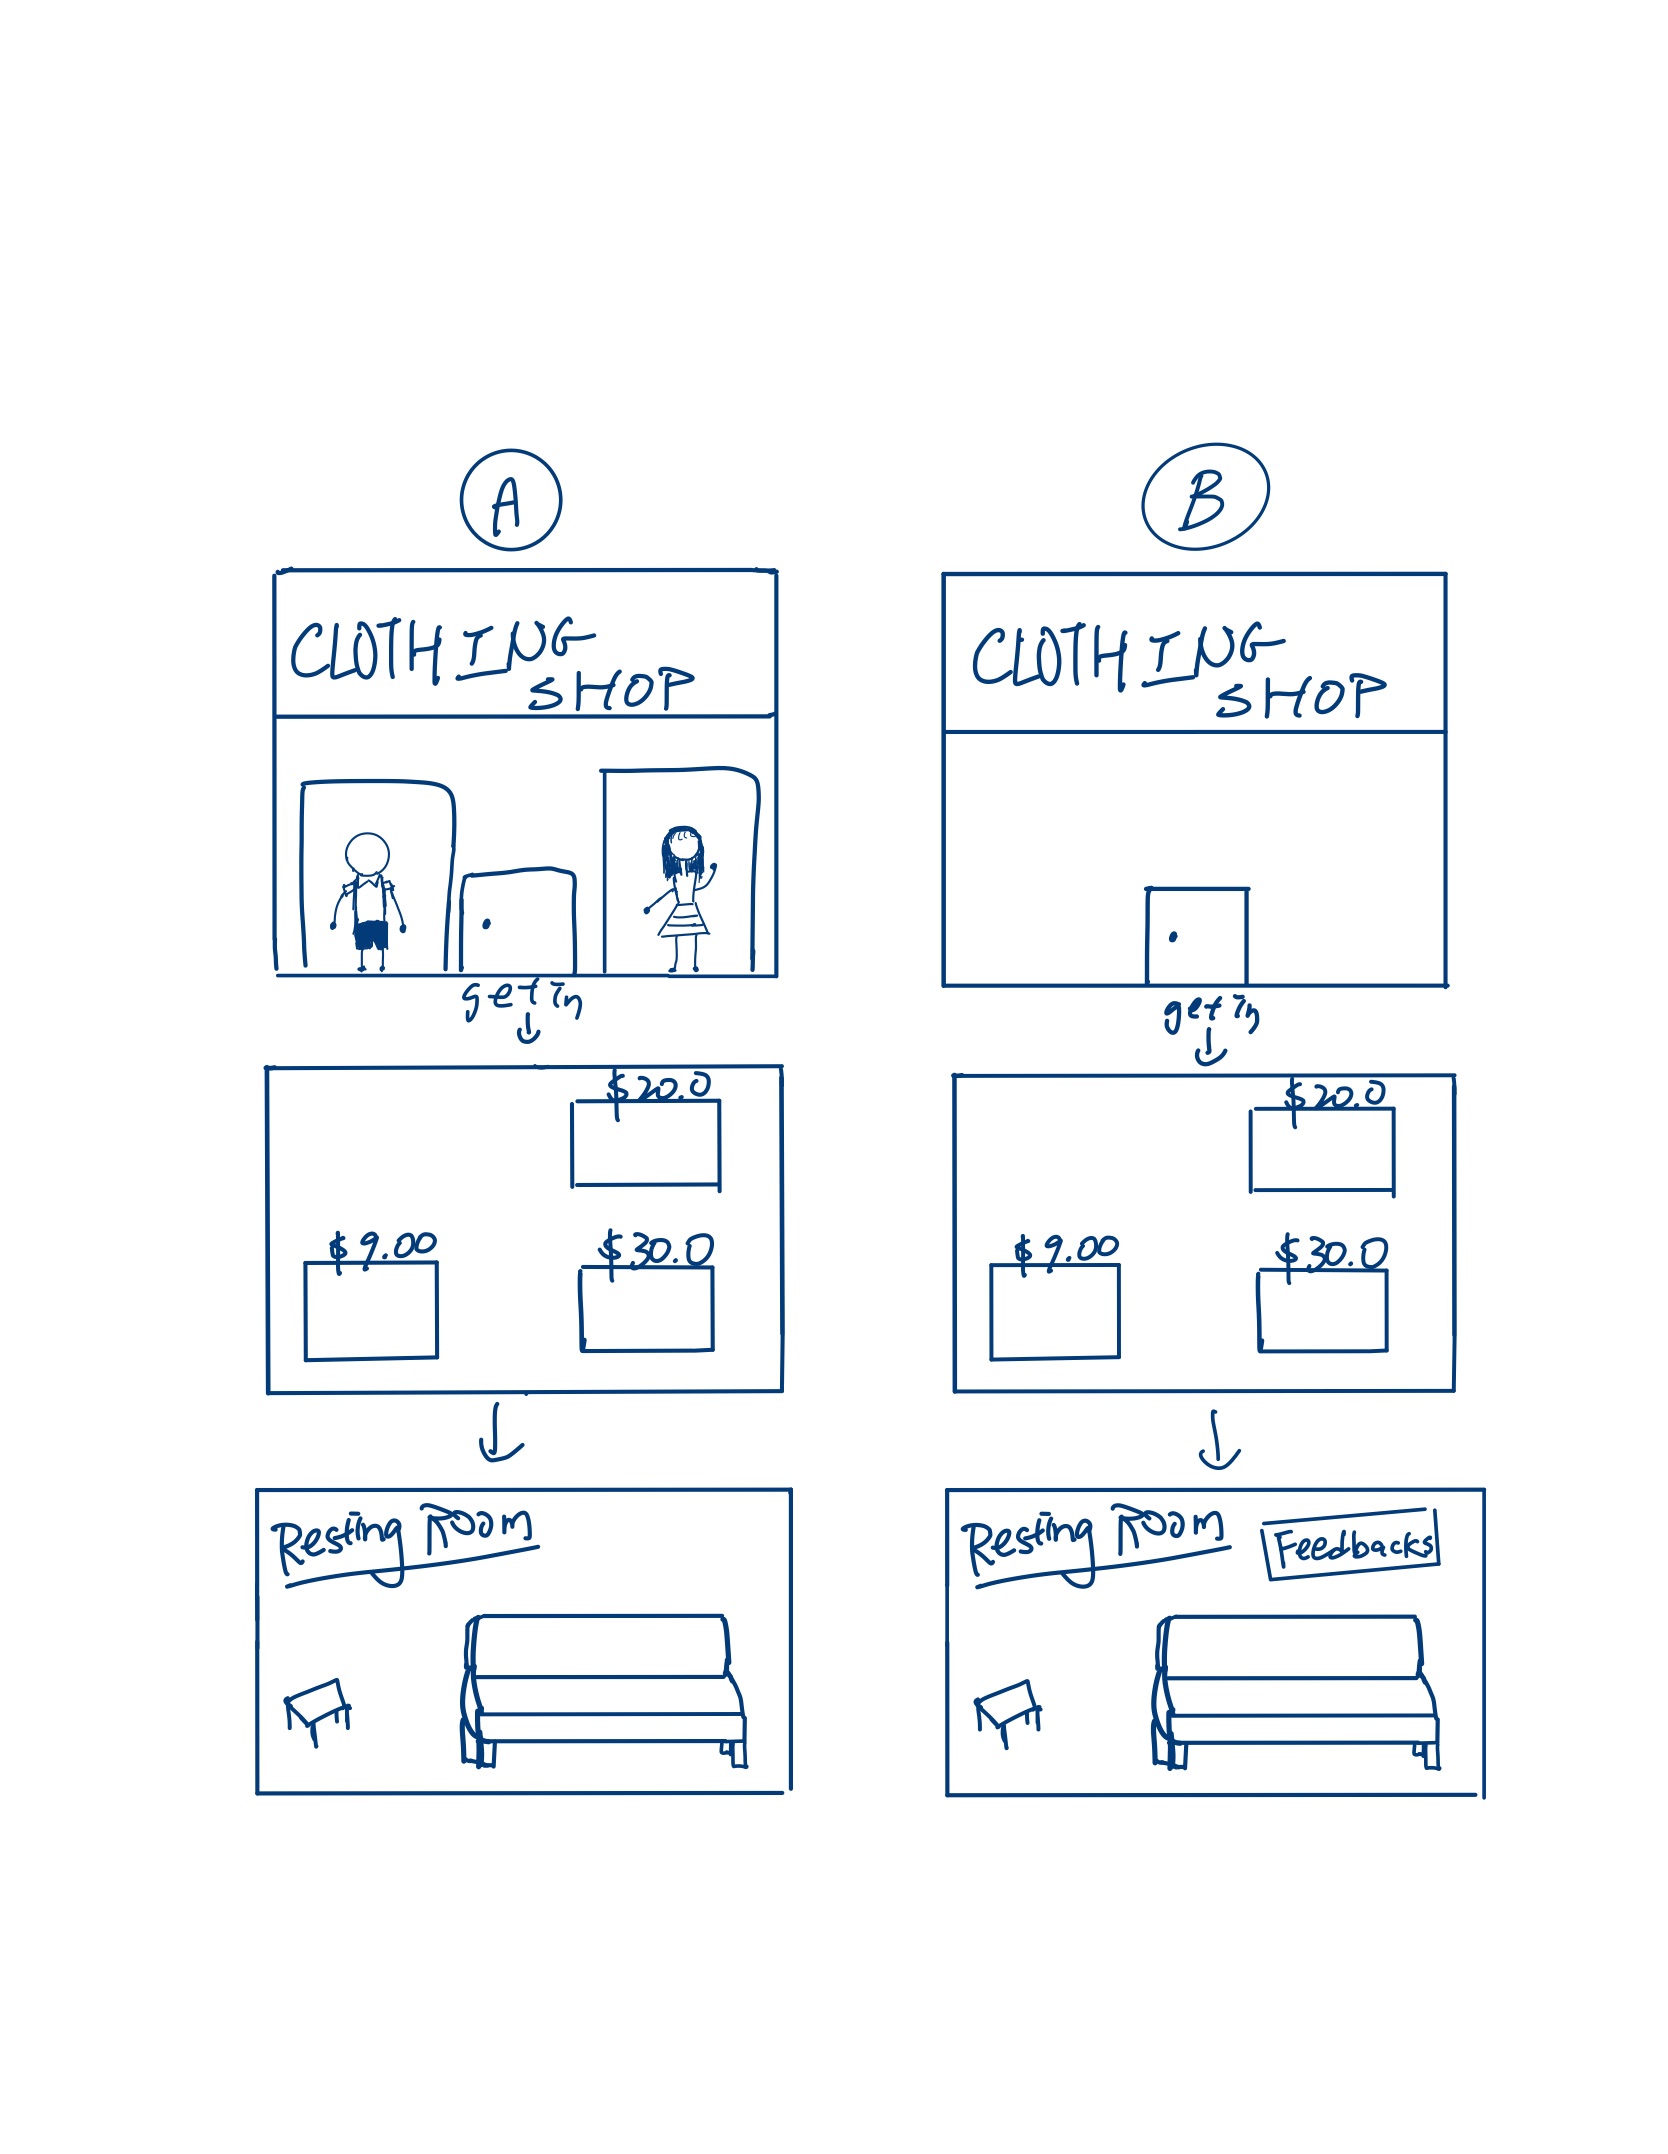 A
CLOTHING
SHOP
get in
$20.0
$9.00
$30.0
Resting Room
B
CLOTHING
SHOP
get in
$20.0
$9.00
$30.0
Resting Room
Feedbacks